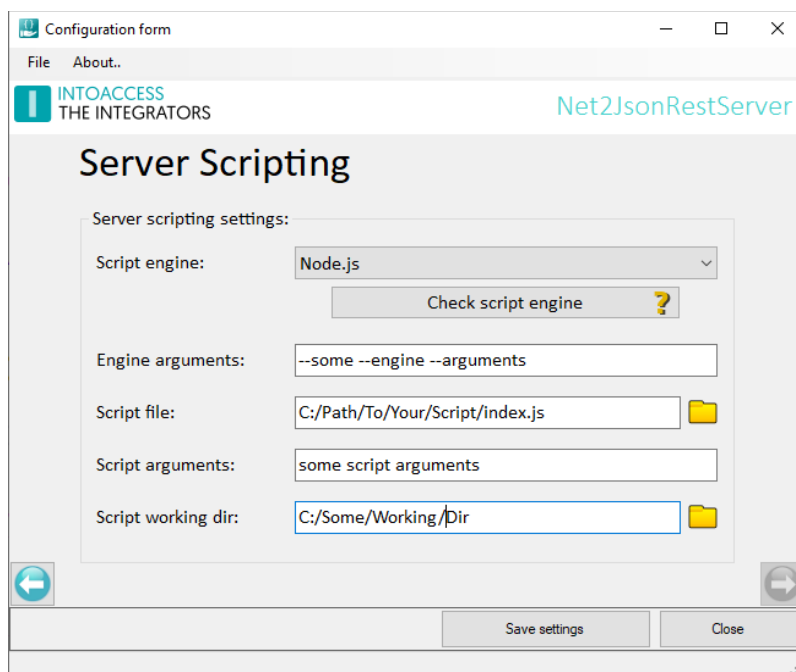 Configuration form
File About..
INTOACCESS
THE INTEGRATORS
Net2JsonRestServer
Server Scripting
Server scripting settings:
Script engine: Node.js
Check script engine ?
Engine arguments: --some --engine --arguments
Script file: C:/Path/To/Your/Script/index.js
Script arguments: some script arguments
Script working dir: C:/Some/Working/Dir
Save settings Close